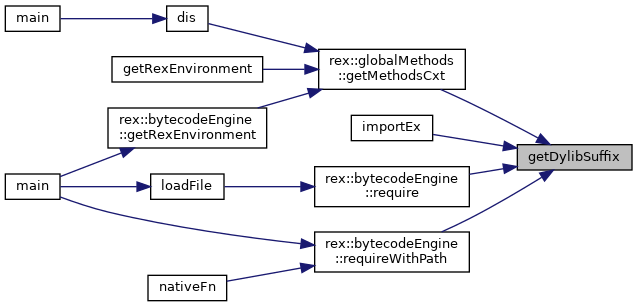 main
dis
getRexEnvironment
rex::globalMethods
::getMethodsCxt
rex::bytecodeEngine
::getRexEnvironment
importEx
getDylibSuffix
main
loadFile
rex::bytecodeEngine
::require
rex::bytecodeEngine
::requireWithPath
nativeFn